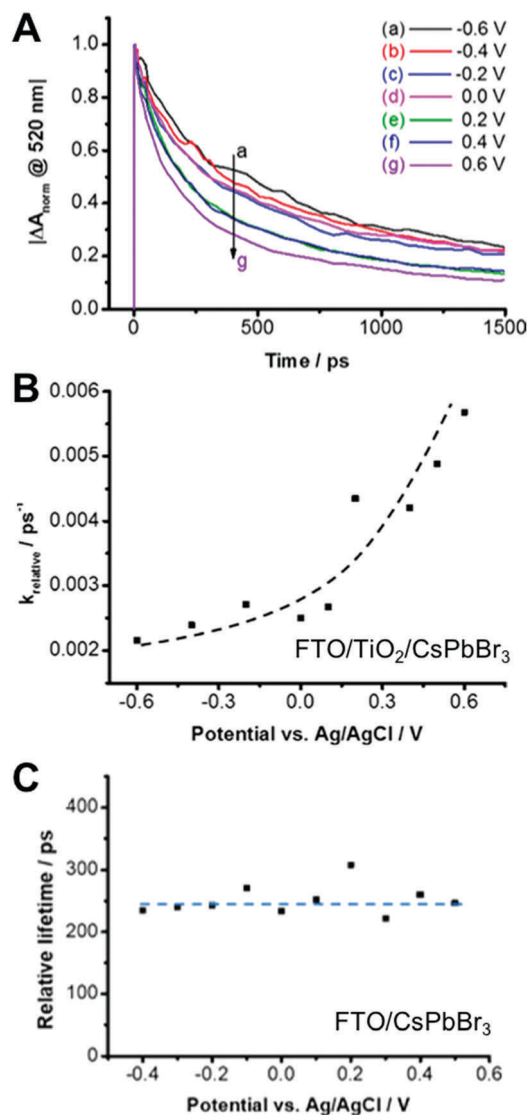 A
|ΔA_norm @ 520 nm|
1.0
0.8
0.6
0.4
0.2
0.0
(a) -0.6 V
(b) -0.4 V
(c) -0.2 V
(d) 0.0 V
(e) 0.2 V
(f) 0.4 V
(g) 0.6 V
a
g
0 500 1000 1500
Time / ps
B
k_relative / ps⁻¹
0.006
0.005
0.004
0.003
0.002
FTO/TiO₂/CsPbBr₃
-0.6 -0.3 0.0 0.3 0.6
Potential vs. Ag/AgCl / V
C
Relative lifetime / ps
400
300
200
100
0
FTO/CsPbBr₃
-0.4 -0.2 0.0 0.2 0.4 0.6
Potential vs. Ag/AgCl / V